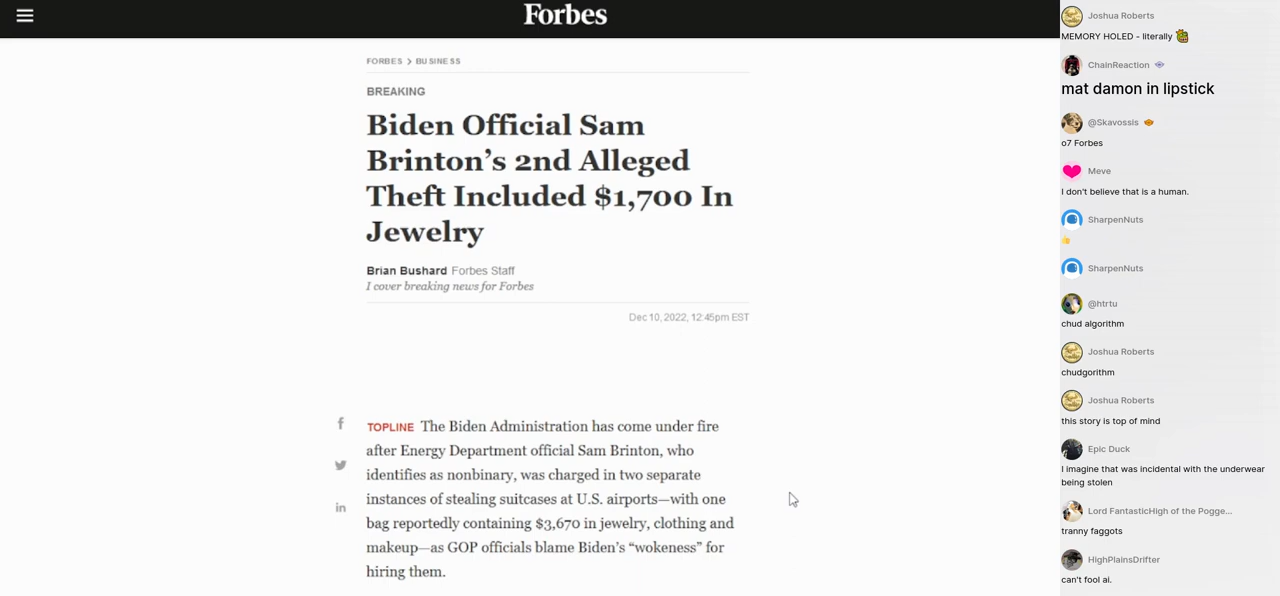 Forbes
FORBES > BUSINESS
BREAKING
Biden Official Sam
Brinton's 2nd Alleged
Theft Included $1,700 In
Jewelry
Brian Bushard Forbes Staff
I cover breaking news for Forbes
Dec 10, 2022, 12:45pm EST
TOPLINE The Biden Administration has come under fire
after Energy Department official Sam Brinton, who
identifies as nonbinary, was charged in two separate
instances of stealing suitcases at U.S. airports—with one
bag reportedly containing $3,670 in jewelry, clothing and
makeup—as GOP officials blame Biden's “wokeness” for
hiring them.
Joshua Roberts
MEMORY HOLED - literally
ChainReaction
mat damon in lipstick
@Skavossis
o7 Forbes
Meve
I don't believe that is a human.
SharpenNuts
SharpenNuts
@htrtu
chud algorithm
Joshua Roberts
chudgorithm
Joshua Roberts
this story is top of mind
Epic Duck
I imagine that was incidental with the underwear
being stolen
Lord FantasticHigh of the Pogge...
tranny faggots
HighPlainsDrifter
can't fool ai.